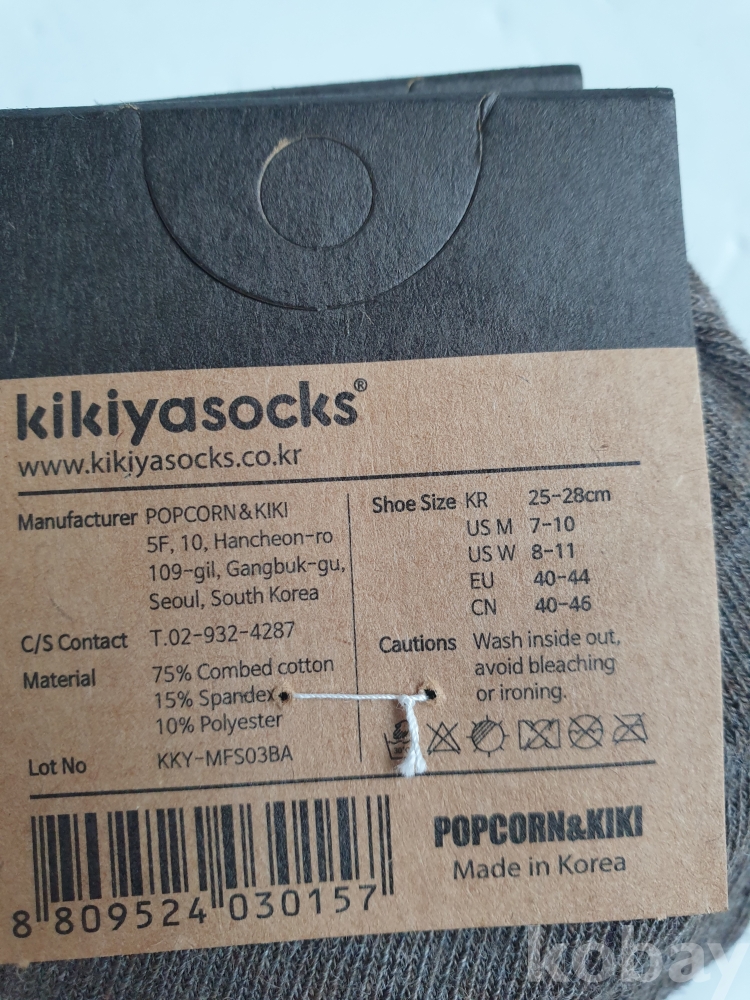 kikiyasocks®
www.kikiyasocks.co.kr
Manufacturer POPCORN&KIKI
5F, 10, Hancheon-ro
109-gil, Gangbuk-gu,
Seoul, South Korea
C/S Contact T.02-932-4287
Material 75% Combed cotton
15% Spandex
10% Polyester
Lot No KKY-MFS03BA
Shoe Size KR 25-28cm
US M 7-10
US W 8-11
EU 40-44
CN 40-46
Cautions Wash inside out,
avoid bleaching
or ironing.
8 809524 030157
POPCORN&KIKI
Made in Korea
kobay